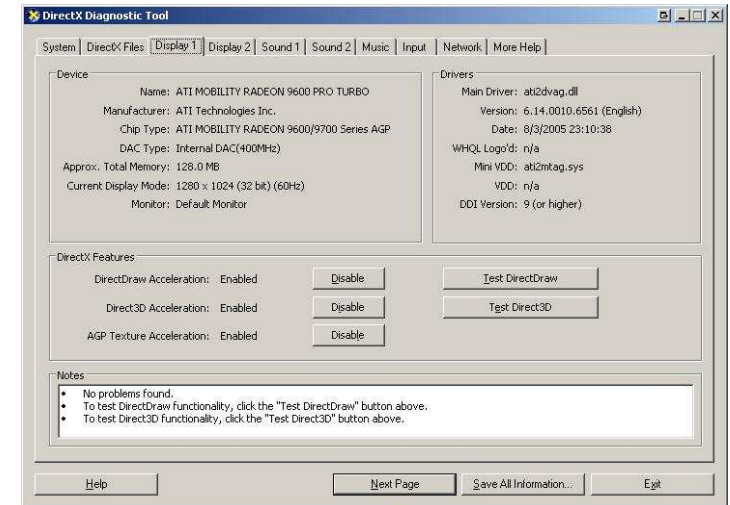 DirectX Diagnostic Tool
System DirectX Files Display 1 Display 2 Sound 1 Sound 2 Music Input Network More Help
Device
Name: ATI MOBILITY RADEON 9600 PRO TURBO
Manufacturer: ATI Technologies Inc.
Chip Type: ATI MOBILITY RADEON 9600/9700 Series AGP
DAC Type: Internal DAC(400MHz)
Approx. Total Memory: 128.0 MB
Current Display Mode: 1280 x 1024 (32 bit) (60Hz)
Monitor: Default Monitor
Drivers
Main Driver: ati2dvag.dll
Version: 6.14.0010.6561 (English)
Date: 8/3/2005 23:10:38
WHQL Logo'd: n/a
Mini VDD: ati2mtag.sys
VDD: n/a
DDI Version: 9 (or higher)
DirectX Features
DirectDraw Acceleration: Enabled Disable Test DirectDraw
Direct3D Acceleration: Enabled Disable Test Direct3D
AGP Texture Acceleration: Enabled Disable
Notes
• No problems found.
• To test DirectDraw functionality, click the "Test DirectDraw" button above.
• To test Direct3D functionality, click the "Test Direct3D" button above.
Help Next Page Save All Information... Exit